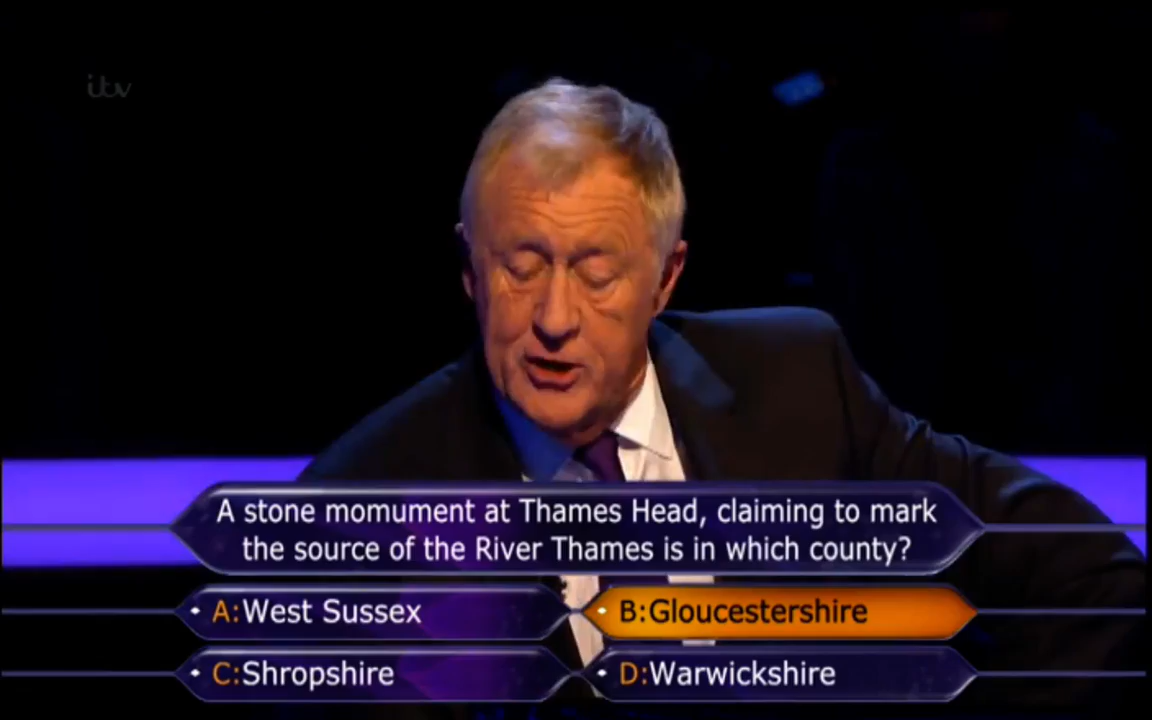 itv
A stone momument at Thames Head, claiming to mark
the source of the River Thames is in which county?
A:West Sussex
B:Gloucestershire
C:Shropshire
D:Warwickshire